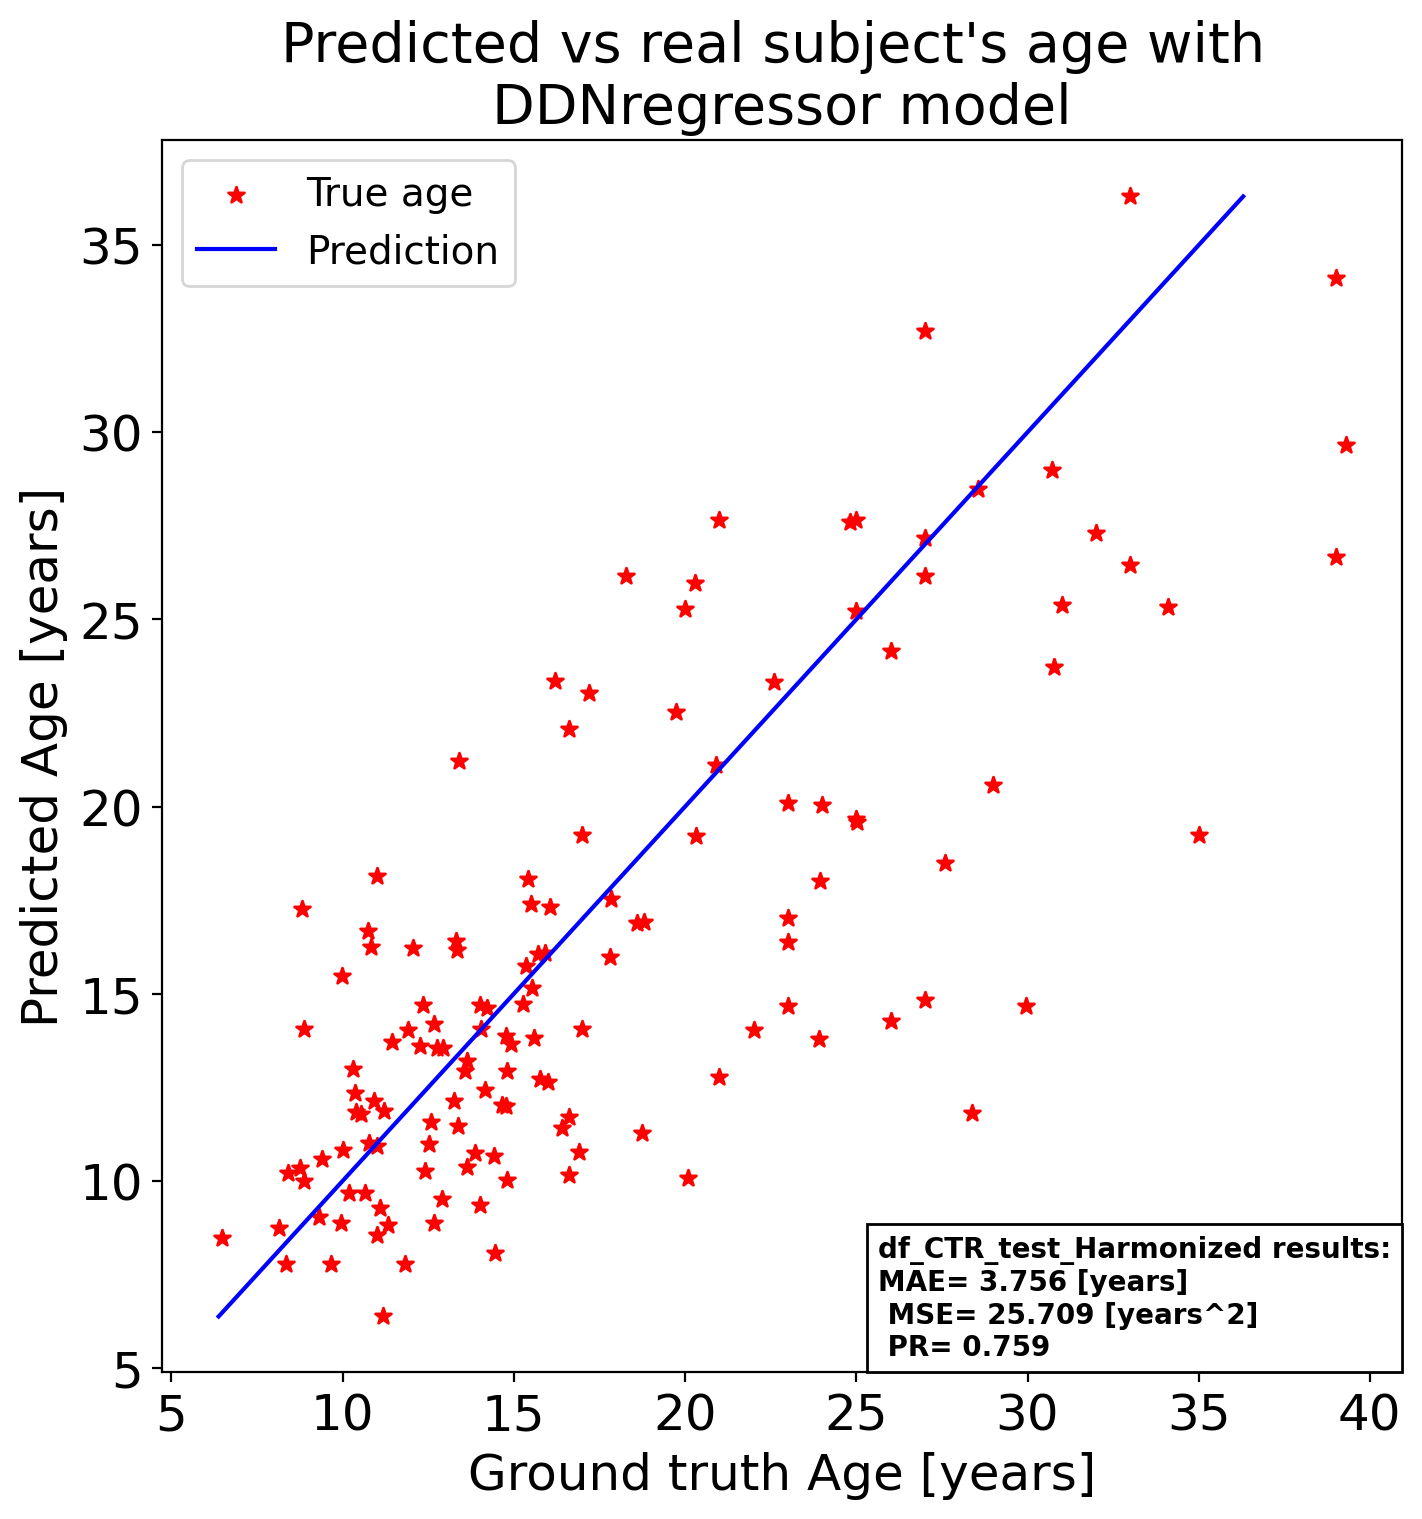 Predicted vs real subject's age with
DDNregressor model
True age
Prediction
Predicted Age [years]
35
30
25
20
15
10
5
df_CTR_test_Harmonized results:
MAE= 3.756 [years]
MSE= 25.709 [years^2]
PR= 0.759
5 10 15 20 25 30 35 40
Ground truth Age [years]